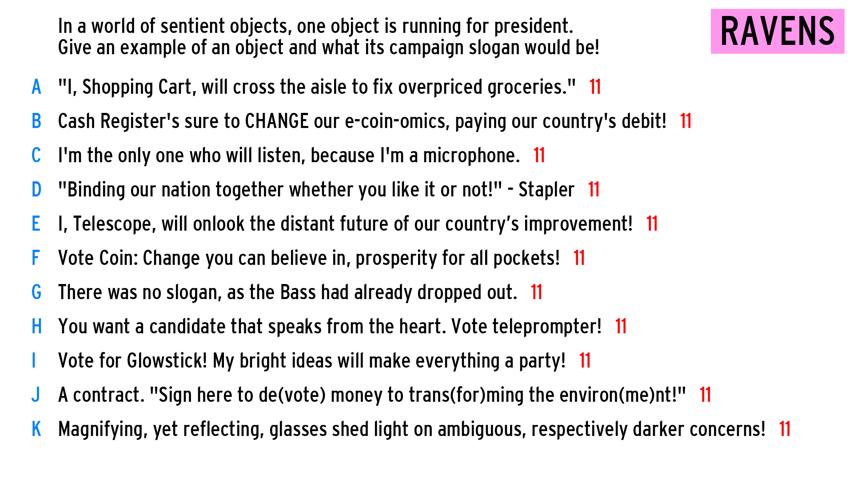 In a world of sentient objects, one object is running for president.
Give an example of an object and what its campaign slogan would be!
RAVENS
A "I, Shopping Cart, will cross the aisle to fix overpriced groceries." 11
B Cash Register's sure to CHANGE our e-coin-omics, paying our country's debit! 11
C I'm the only one who will listen, because I'm a microphone. 11
D "Binding our nation together whether you like it or not!" - Stapler 11
E I, Telescope, will onlook the distant future of our country’s improvement! 11
F Vote Coin: Change you can believe in, prosperity for all pockets! 11
G There was no slogan, as the Bass had already dropped out. 11
H You want a candidate that speaks from the heart. Vote teleprompter! 11
I Vote for Glowstick! My bright ideas will make everything a party! 11
J A contract. "Sign here to de(vote) money to trans(for)ming the environ(me)nt!" 11
K Magnifying, yet reflecting, glasses shed light on ambiguous, respectively darker concerns! 11